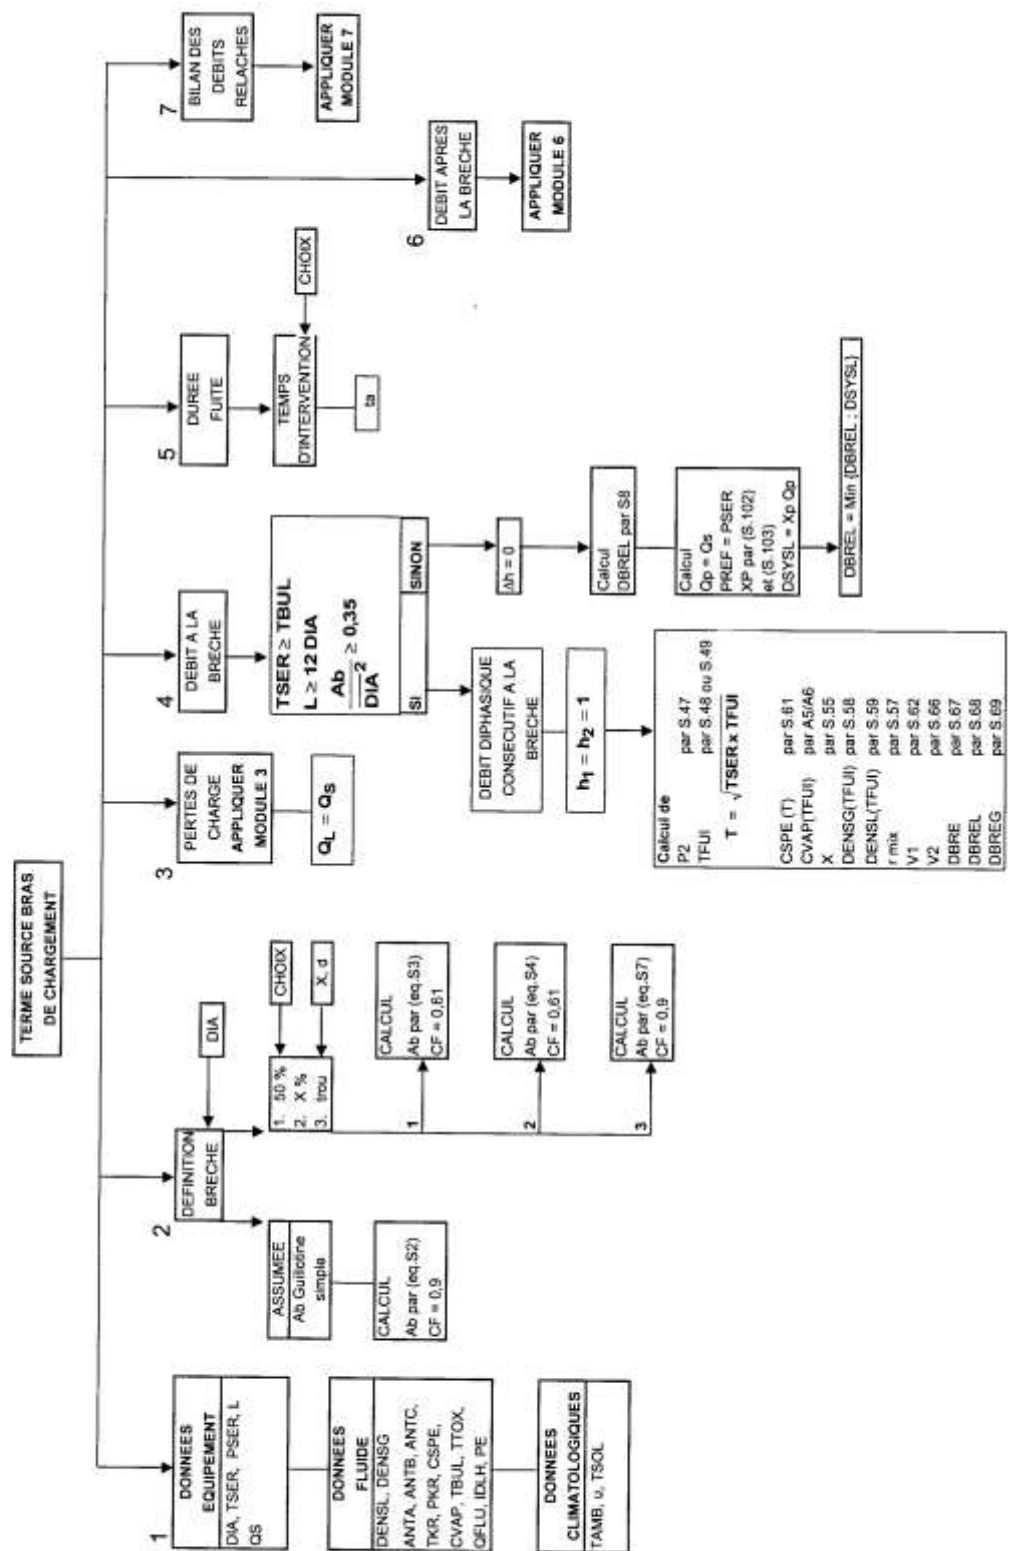 TERME SOURCE BRAS
DE CHARGEMENT
1
DONNEES
EQUIPEMENT
DIA, TSER, PSER, L
QS
DONNEES
FLUIDE
DENSL, DENSG
ANTA, ANTB, ANTC,
TKR, PKR, CSPE,
CVAP, TBUL, TTOX,
QFLU, IDLH, PE
DONNEES
CLIMATOLOGIQUES
TAMB, u, TSOL
2
DEFINITION
BRECHE
DIA
ASSUMEE
Ab Guillotine
simple
CALCUL
Ab par (eq.S2)
CF = 0,9
1. 50 %
2. X %
3. trou
CHOIX
X, d
1
CALCUL
Ab par (eq.S3)
CF = 0,61
2
CALCUL
Ab par (eq.S4)
CF = 0,61
3
CALCUL
Ab par (eq.S7)
CF = 0,9
3
PERTES DE
CHARGE
APPLIQUER
MODULE 3
QL = QS
4
DEBIT A LA
BRECHE
TSER ≥ TBUL
L ≥ 12 DIA
Ab / DIA² ≥ 0,35
SI
SINON
DEBIT DIPHASIQUE
CONSECUTIF A LA
BRECHE
h1 = h2 = 1
Calcul de
P2 par S.47
TFUI par S.48 ou S.49
T = √TSER x TFUI
CSPE (T) par S.61
CVAP(TFUI) par A5/A6
X par S.55
DENSG(TFUI) par S.58
DENSL(TFUI) par S.59
r mix par S.57
V1 par S.62
V2 par S.66
DBRE par S.67
DBREL par S.68
DBREG par S.69
Δh = 0
Calcul
DBREL par S8
Calcul
Qp = Qs
PREF = PSER
XP par (S.102)
et (S.103)
DSYSL = Xp Qp
DBREL = Min {DBREL ; DSYSL}
5
DUREE
FUITE
TEMPS
D'INTERVENTION
CHOIX
ta
6
DEBIT APRES
LA BRECHE
APPLIQUER
MODULE 6
7
BILAN DES
DEBITS
RELACHES
APPLIQUER
MODULE 7